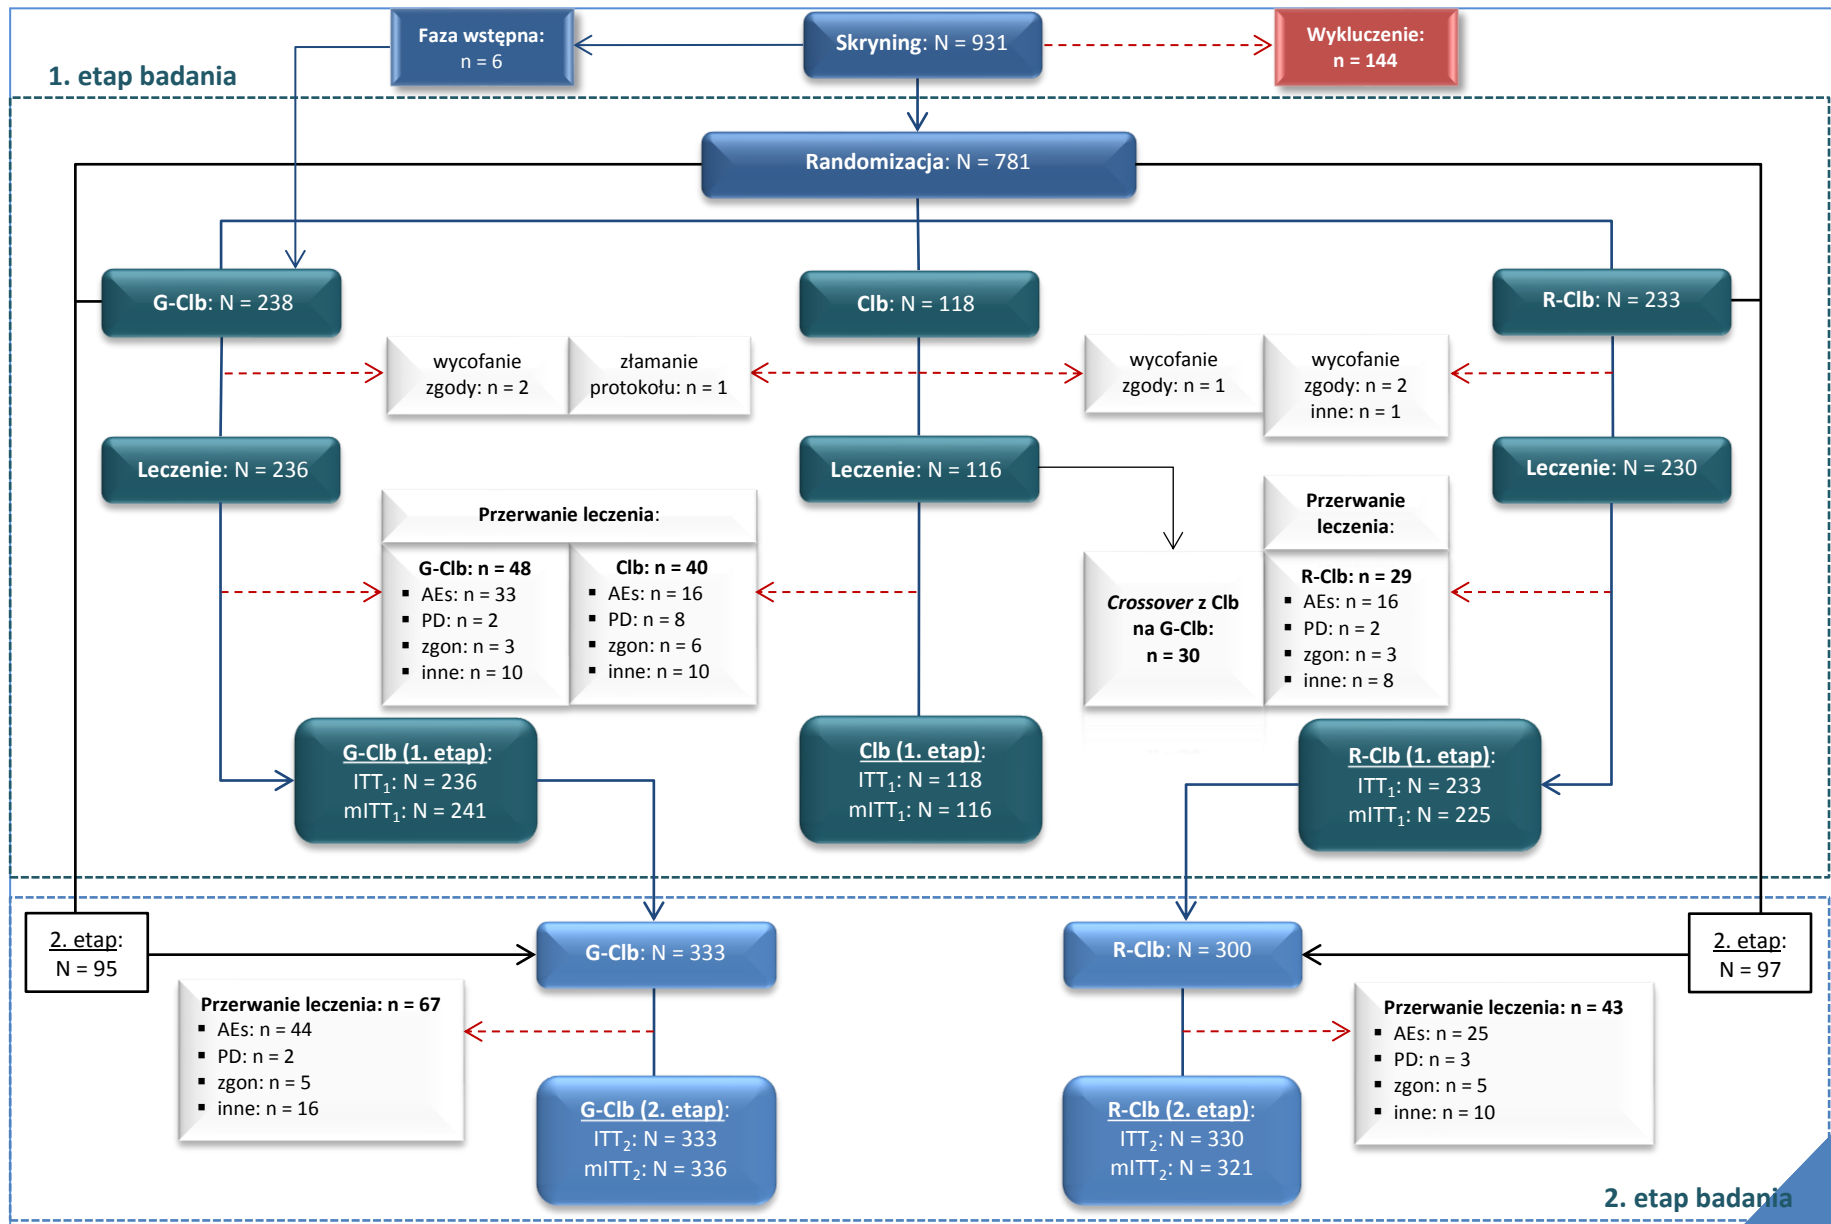 Faza wstępna:
n = 6
Skryning: N = 931
Wykluczenie:
n = 144
1. etap badania
Randomizacja: N = 781
G-Clb: N = 238
Clb: N = 118
R-Clb: N = 233
wycofanie
zgody: n = 2
złamanie
protokołu: n = 1
wycofanie
zgody: n = 1
wycofanie
zgody: n = 2
inne: n = 1
Leczenie: N = 236
Leczenie: N = 116
Leczenie: N = 230
Przerwanie leczenia:
G-Clb: n = 48
▪ AEs: n = 33
▪ PD: n = 2
▪ zgon: n = 3
▪ inne: n = 10
Clb: n = 40
▪ AEs: n = 16
▪ PD: n = 8
▪ zgon: n = 6
▪ inne: n = 10
Crossover z Clb
na G-Clb:
n = 30
Przerwanie
leczenia:
R-Clb: n = 29
▪ AEs: n = 16
▪ PD: n = 2
▪ zgon: n = 3
▪ inne: n = 8
G-Clb (1. etap):
ITT₁: N = 236
mITT₁: N = 241
Clb (1. etap):
ITT₁: N = 118
mITT₁: N = 116
R-Clb (1. etap):
ITT₁: N = 233
mITT₁: N = 225
2. etap:
N = 95
G-Clb: N = 333
R-Clb: N = 300
2. etap:
N = 97
Przerwanie leczenia: n = 67
▪ AEs: n = 44
▪ PD: n = 2
▪ zgon: n = 5
▪ inne: n = 16
Przerwanie leczenia: n = 43
▪ AEs: n = 25
▪ PD: n = 3
▪ zgon: n = 5
▪ inne: n = 10
G-Clb (2. etap):
ITT₂: N = 333
mITT₂: N = 336
R-Clb (2. etap):
ITT₂: N = 330
mITT₂: N = 321
2. etap badania